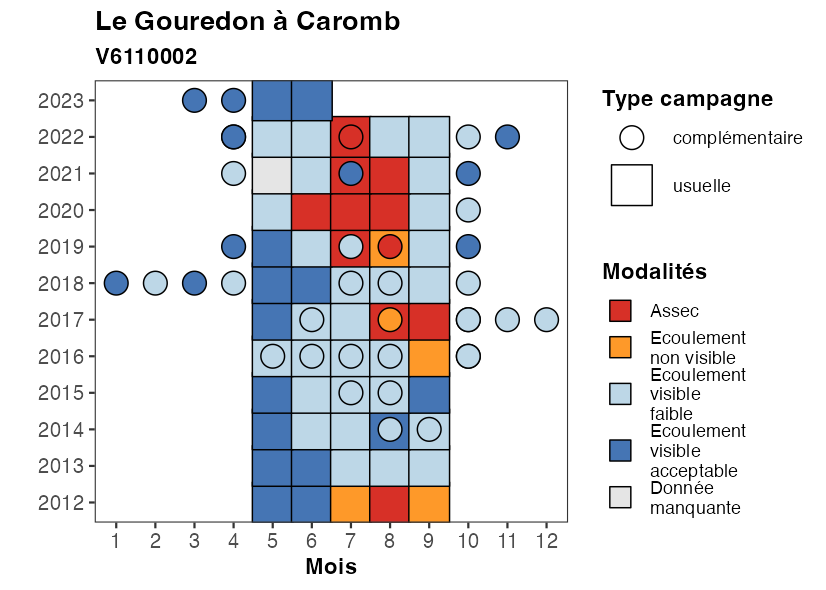 Le Gouredon à Caromb
V6110002
2023
2022
2021
2020
2019
2018
2017
2016
2015
2014
2013
2012
1 2 3 4 5 6 7 8 9 10 11 12
Mois
Type campagne
complémentaire
usuelle
Modalités
Assec
Ecoulement
non visible
Ecoulement
visible
faible
Ecoulement
visible
acceptable
Donnée
manquante